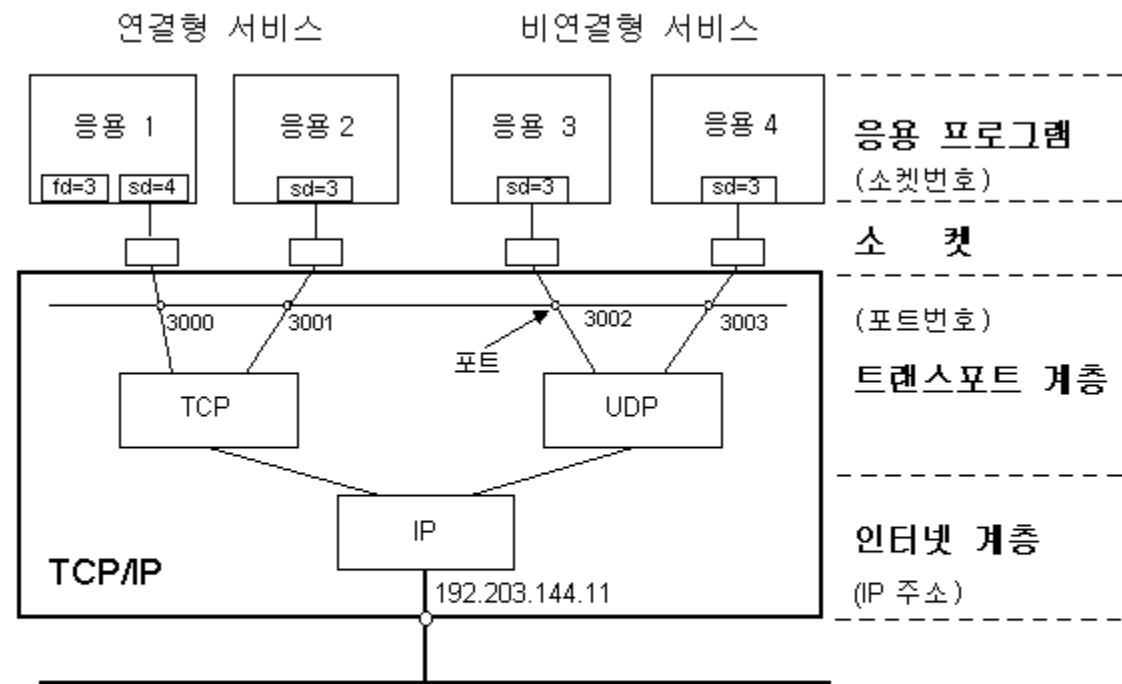 연결형 서비스
비연결형 서비스
응용 1
응용 2
응용 3
응용 4
응용 프로그램
fd=3
sd=4
sd=3
sd=3
sd=3
(소켓번호)
소 켓
3000
3001
3002
3003
(포트번호)
포트
트랜스포트 계층
TCP
UDP
IP
인터넷 계층
TCP/IP
192.203.144.11
(IP 주소)